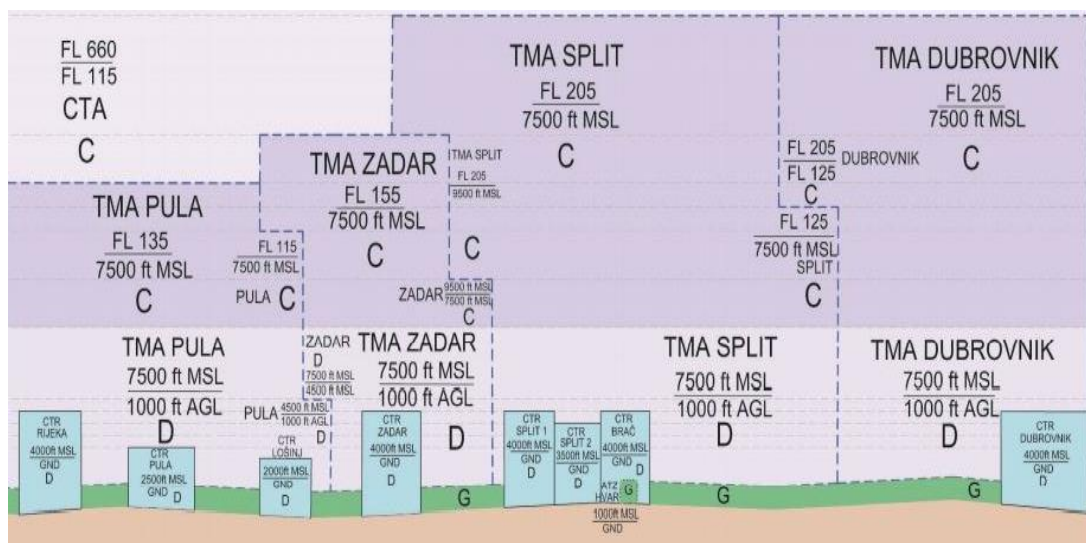 FL 660
FL 115
CTA
C
TMA SPLIT
FL 205
7500 ft MSL
C
TMA DUBROVNIK
FL 205
7500 ft MSL
C
TMA ZADAR
FL 155
7500 ft MSL
C
TMA SPLIT
FL 205
9500 ft MSL
C
FL 205
FL 125
DUBROVNIK
C
TMA PULA
FL 135
7500 ft MSL
C
FL 115
7500 ft MSL
PULA C
FL 125
7500 ft MSL
SPLIT
C
ZADAR
9500 ft MSL
7500 ft MSL
C
TMA PULA
7500 ft MSL
1000 ft AGL
D
ZADAR
D
7500 ft MSL
4500 ft MSL
PULA
4500 ft MSL
1000 ft AGL
D
TMA ZADAR
7500 ft MSL
1000 ft AGL
D
TMA SPLIT
7500 ft MSL
1000 ft AGL
D
TMA DUBROVNIK
7500 ft MSL
1000 ft AGL
D
CTR
RIJEKA
4000ft MSL
GND
D
CTR
PULA
2500ft MSL
GND D
CTR
LOŠINJ
2000ft MSL
GND
D
CTR
ZADAR
4000ft MSL
GND
D
G
CTR
SPLIT 1
4000ft MSL
GND
D
CTR
SPLIT 2
3500ft MSL
GND
D
CTR
BRAČ
4000ft MSL
GND D
ATZ
HVAR
G
1000ft MSL
GND
G
G
CTR
DUBROVNIK
4000ft MSL
GND
D